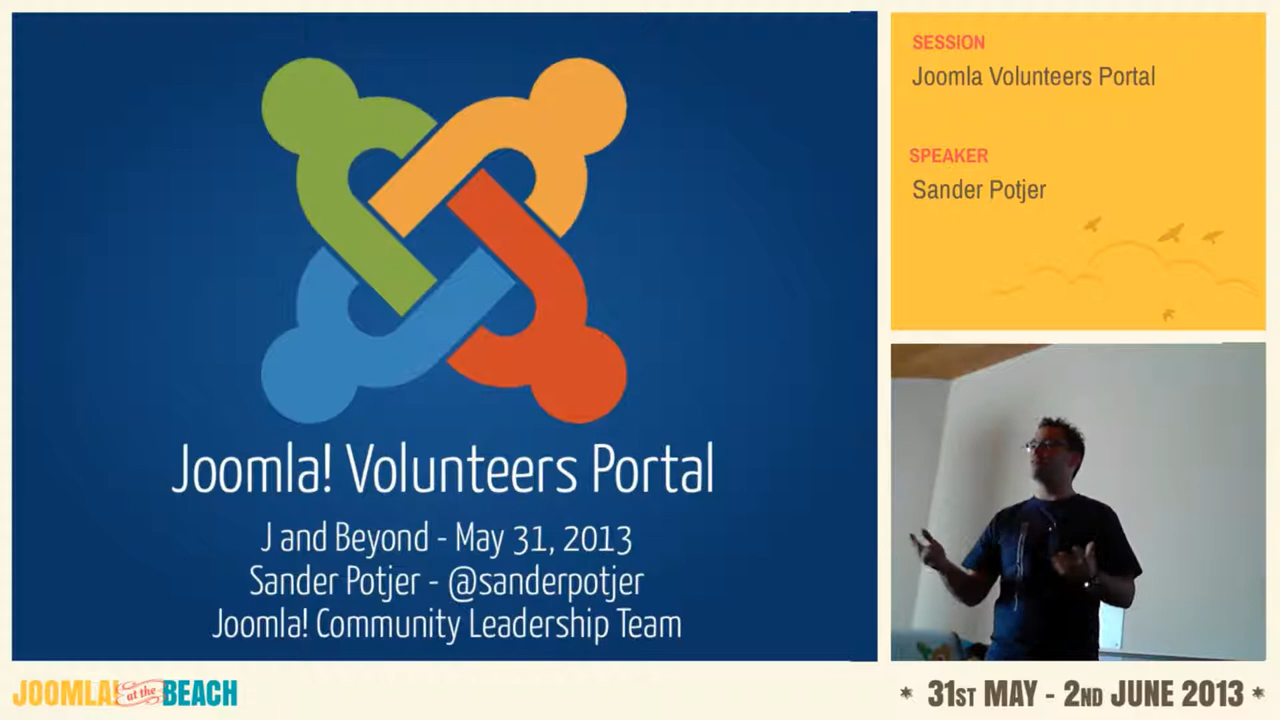 Joomla! Volunteers Portal
J and Beyond - May 31, 2013
Sander Potjer - @sanderpotjer
Joomla! Community Leadership Team
SESSION
Joomla Volunteers Portal
SPEAKER
Sander Potjer
JOOMLA! at the BEACH
* 31ST MAY - 2ND JUNE 2013 *